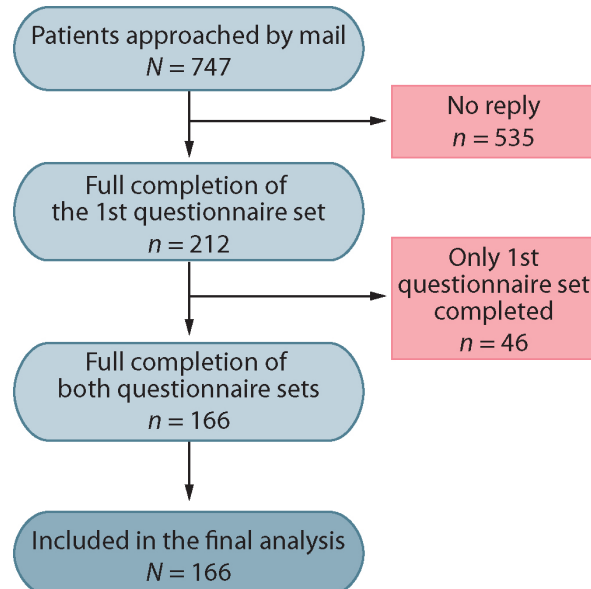 Patients approached by mail
N = 747
No reply
n = 535
Full completion of
the 1st questionnaire set
n = 212
Only 1st
questionnaire set
completed
n = 46
Full completion of
both questionnaire sets
n = 166
Included in the final analysis
N = 166